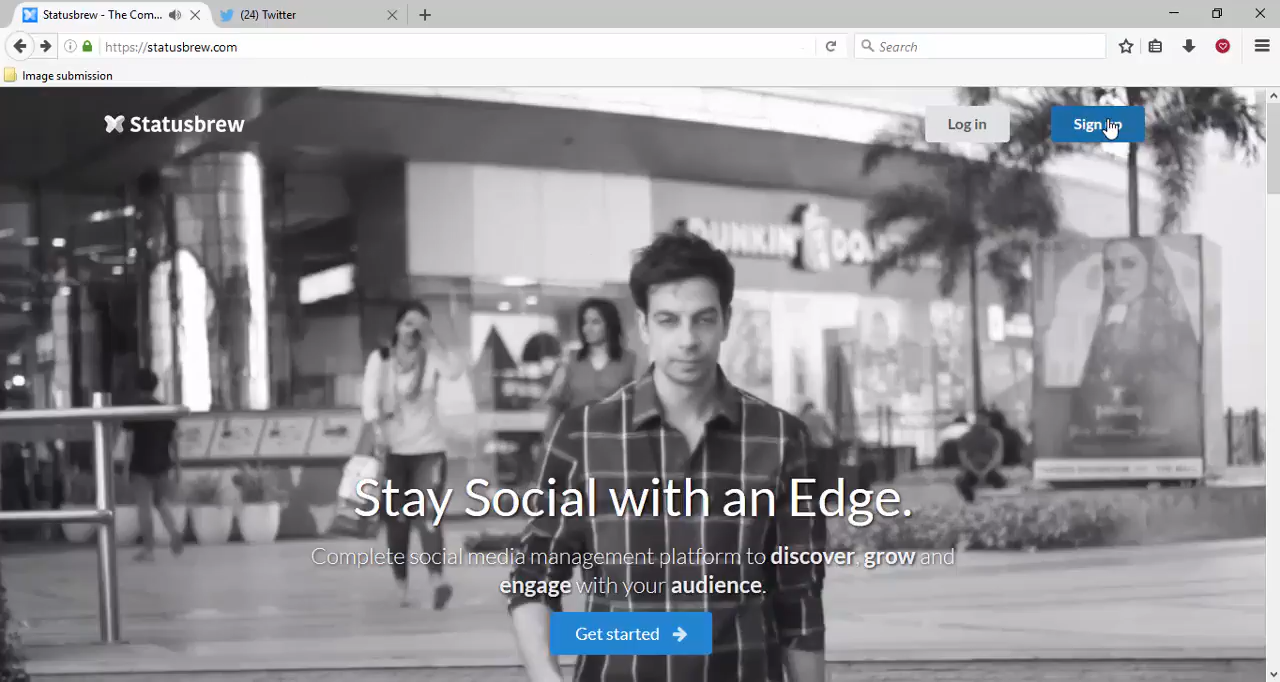 Statusbrew - The Com...
(24) Twitter
https://statusbrew.com
Search
Image submission
Statusbrew
Log in
Sign
DUNKIN'
Stay Social with an Edge.
Complete social media management platform to discover, grow and
engage with your audience.
Get started